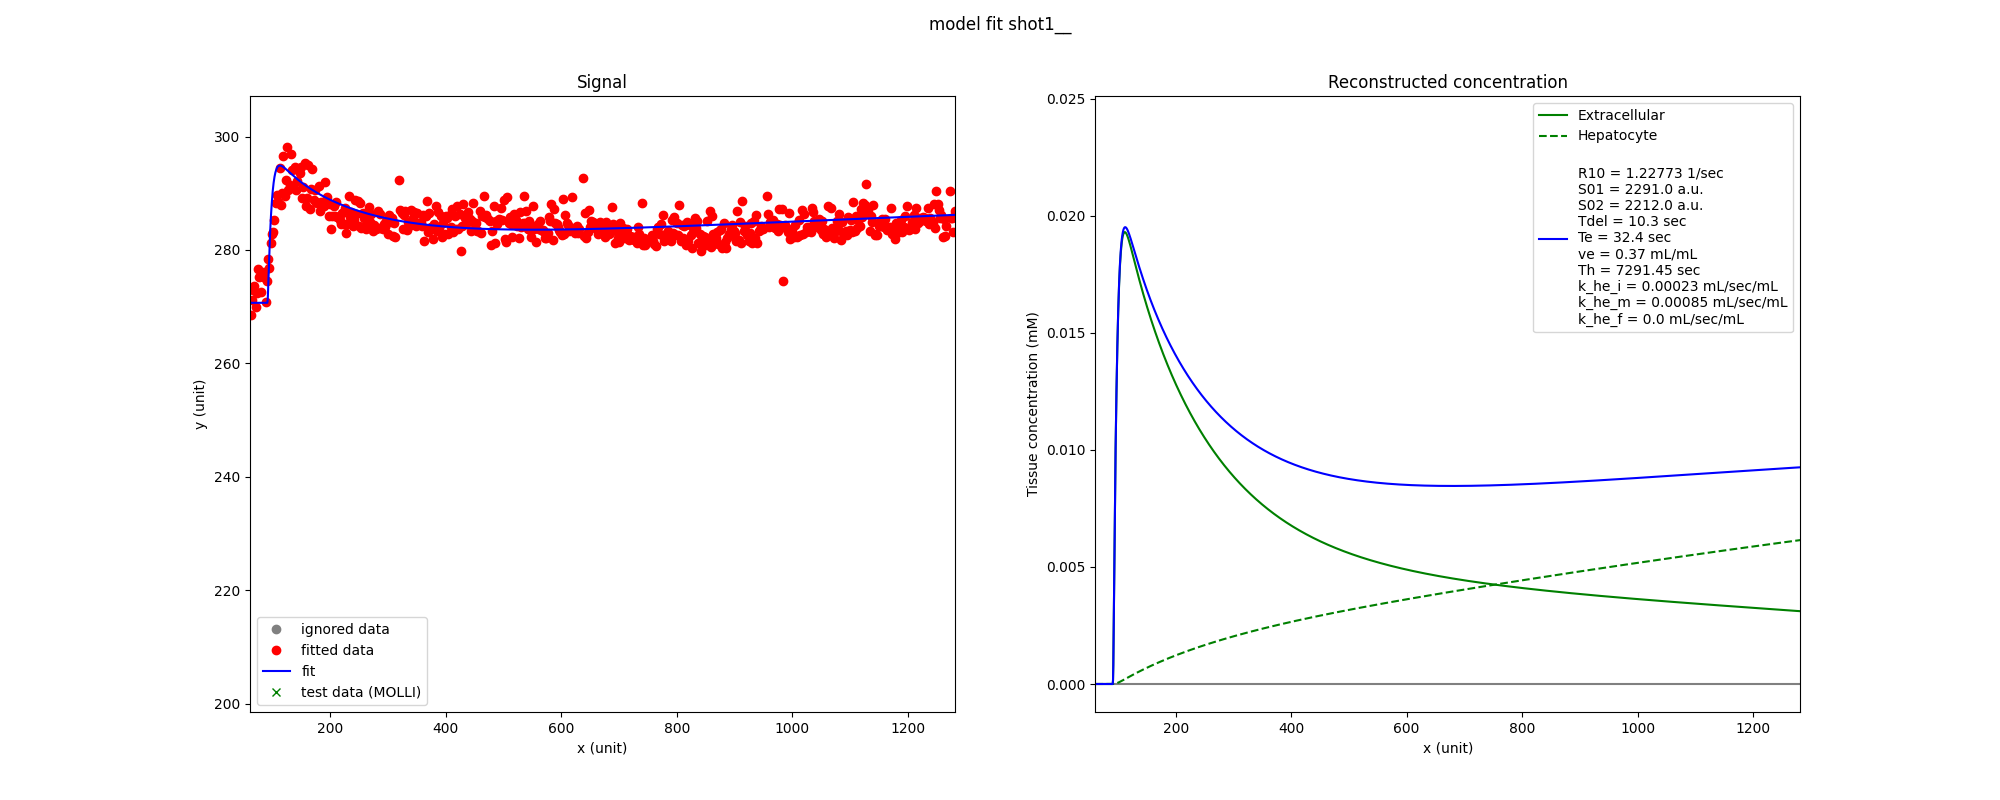 model fit shot1__
Signal
300
280
260
240
220
200
y (unit)
ignored data
fitted data
fit
test data (MOLLI)
200 400 600 800 1000 1200
x (unit)
Reconstructed concentration
0.025
0.020
0.015
0.010
0.005
0.000
Tissue concentration (mM)
Extracellular
Hepatocyte
R10 = 1.22773 1/sec
S01 = 2291.0 a.u.
S02 = 2212.0 a.u.
Tdel = 10.3 sec
Te = 32.4 sec
ve = 0.37 mL/mL
Th = 7291.45 sec
k_he_i = 0.00023 mL/sec/mL
k_he_m = 0.00085 mL/sec/mL
k_he_f = 0.0 mL/sec/mL
200 400 600 800 1000 1200
x (unit)